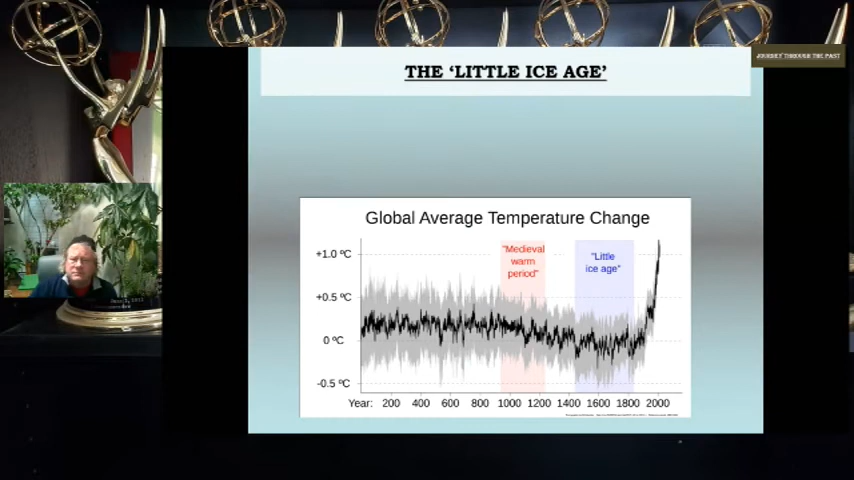 JOURNEY THROUGH THE PAST
THE ‘LITTLE ICE AGE’
Global Average Temperature Change
"Medieval
warm
period"
"Little
ice age"
+1.0 ºC
+0.5 ºC
0 ºC
-0.5 ºC
Year: 200 400 600 800 1000 1200 1400 1600 1800 2000